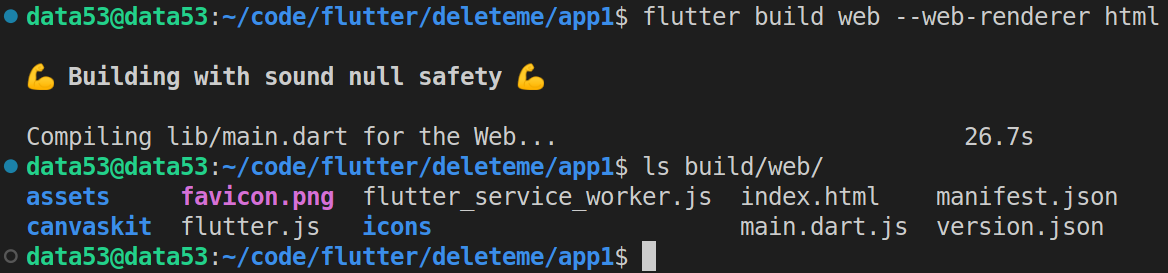 data53@data53:~/code/flutter/deleteme/app1$ flutter build web --web-renderer html
💪 Building with sound null safety 💪
Compiling lib/main.dart for the Web... 26.7s
data53@data53:~/code/flutter/deleteme/app1$ ls build/web/
assets favicon.png flutter_service_worker.js index.html manifest.json
canvaskit flutter.js icons main.dart.js version.json
data53@data53:~/code/flutter/deleteme/app1$